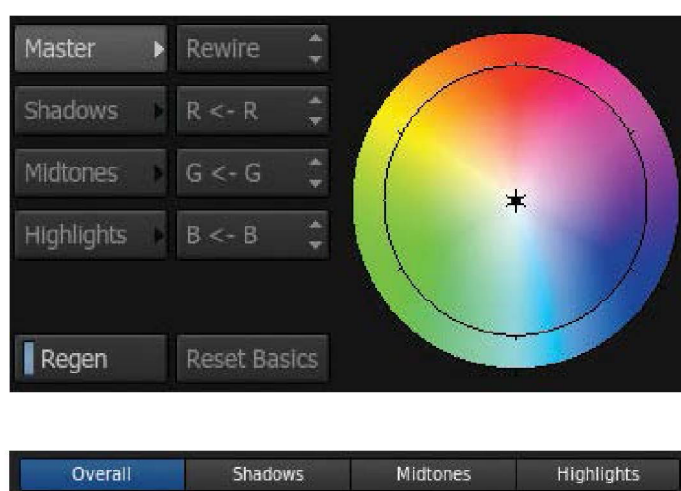 Master Rewire
Shadows R <- R
Midtones G <- G
Highlights B <- B
Regen Reset Basics
Overall Shadows Midtones Highlights